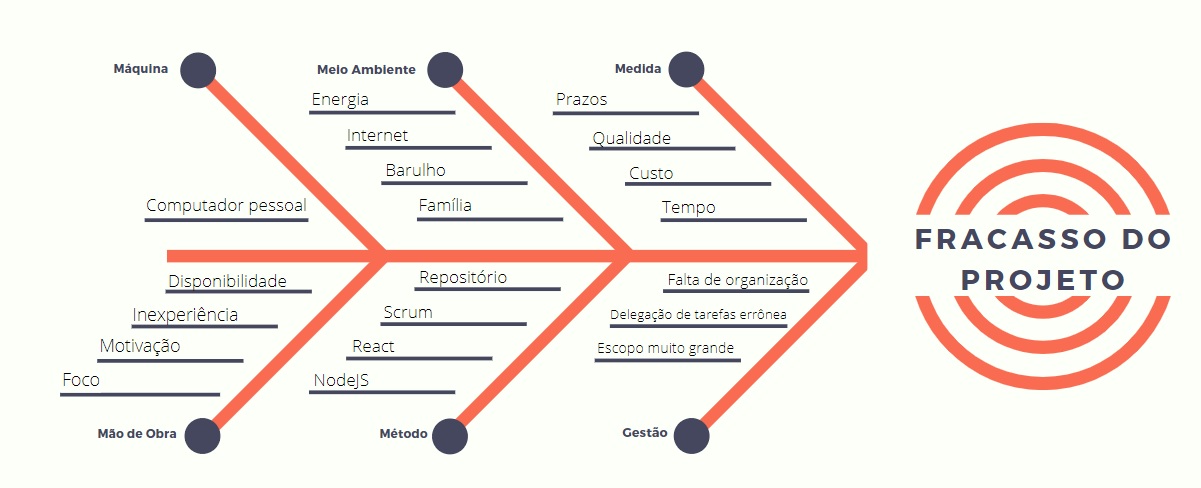 Máquina
Computador pessoal
Meio Ambiente
Energia
Internet
Barulho
Família
Medida
Prazos
Qualidade
Custo
Tempo
FRACASSO DO
PROJETO
Disponibilidade
Inexperiência
Motivação
Foco
Mão de Obra
Repositório
Scrum
React
NodeJS
Método
Falta de organização
Delegação de tarefas errônea
Escopo muito grande
Gestão